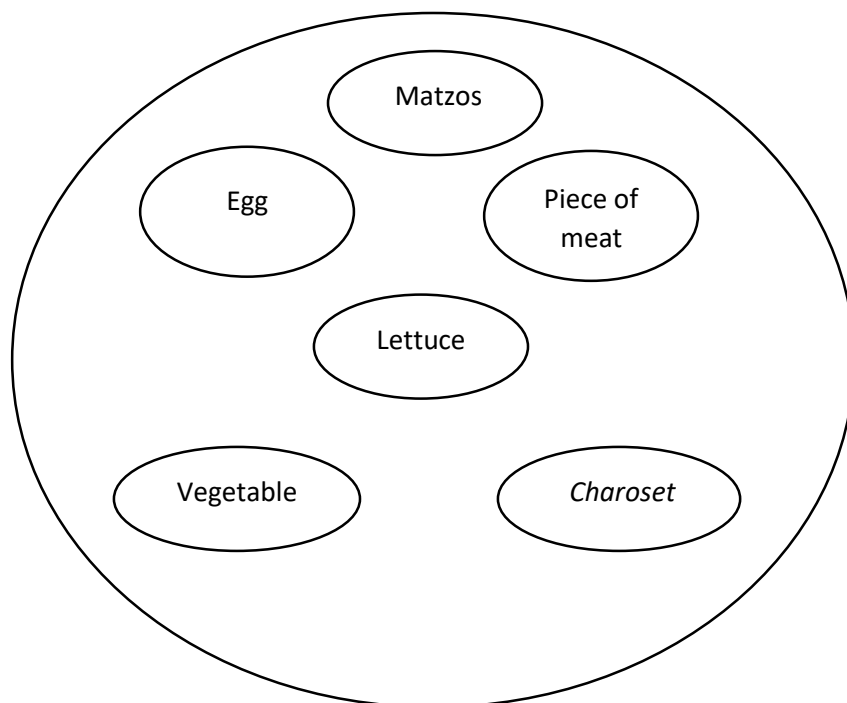 Matzos
Egg
Piece of
meat
Lettuce
Vegetable
Charoset